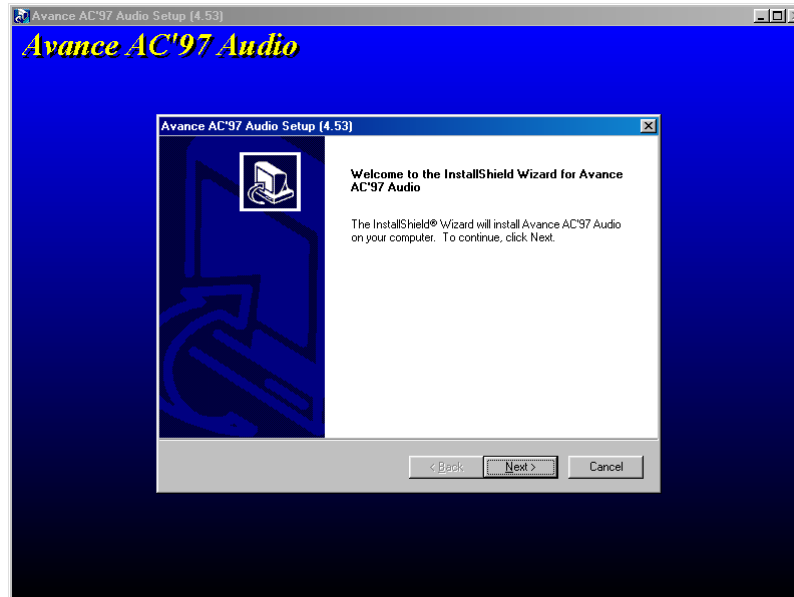 Avance AC'97 Audio Setup (4.53)
Avance AC'97 Audio
Avance AC'97 Audio Setup (4.53)
Welcome to the InstallShield Wizard for Avance
AC'97 Audio
The InstallShield® Wizard will install Avance AC'97 Audio
on your computer. To continue, click Next.
< Back
Next >
Cancel